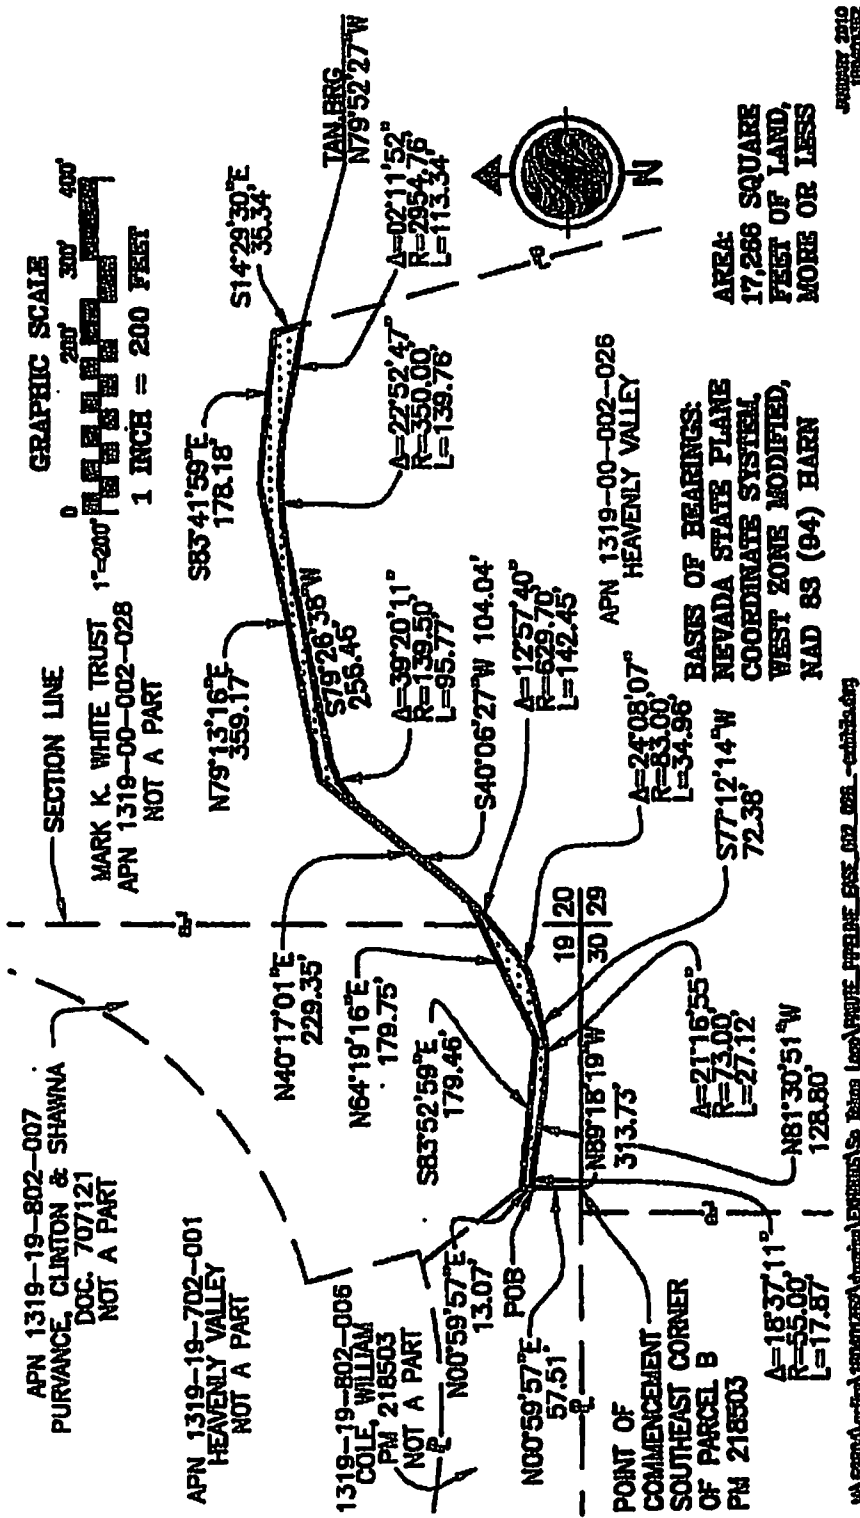 GRAPHIC SCALE
0 200' 300' 400'
1"=200'
1 INCH = 200 FEET
SECTION LINE
MARK K. WHITE TRUST
APN 1319-00-002-028
NOT A PART
APN 1319-19-802-007
PURVANCE, CLINTON & SHAWNA
DOC. 707121
NOT A PART
APN 1319-19-702-001
HEAVENLY VALLEY
NOT A PART
1319-19-802-006
COLE, WILLIAM
PM 218503
NOT A PART
S83°41'59"E
178.18'
S14°29'30"E
35.34'
TAN.BRG
N79°52'27"W
N79°13'16"E
359.17'
S79°26'38"W
256.46'
Δ=02°11'52"
R=2954.76'
L=113.34'
Δ=22°52'47"
R=350.00'
L=139.76'
Δ=39°20'11"
R=139.50'
L=95.77'
S40°06'27"W 104.04'
N40°17'01"E
229.35'
N64°19'16"E
179.75'
S83°52'59"E
179.46'
Δ=12°57'40"
R=629.70'
L=142.45'
APN 1319-00-002-026
HEAVENLY VALLEY
N
19 20
30 29
Δ=24°08'07"
R=83.00'
L=34.96'
S77°12'14"W
72.38'
N00°59'57"E
13.07'
POB
N00°59'57"E
57.51'
N89°18'19"W
313.73'
Δ=21°16'55"
R=73.00'
L=27.12'
N81°30'51"W
128.80'
Δ=18°37'11"
R=55.00'
L=17.87'
POINT OF
COMMENCEMENT
SOUTHEAST CORNER
OF PARCEL B
PM 218503
BASIS OF BEARINGS:
NEVADA STATE PLANE
COORDINATE SYSTEM,
WEST ZONE MODIFIED,
NAD 83 (94) HARN
AREA:
17,266 SQUARE
FEET OF LAND,
MORE OR LESS
JANUARY 2010